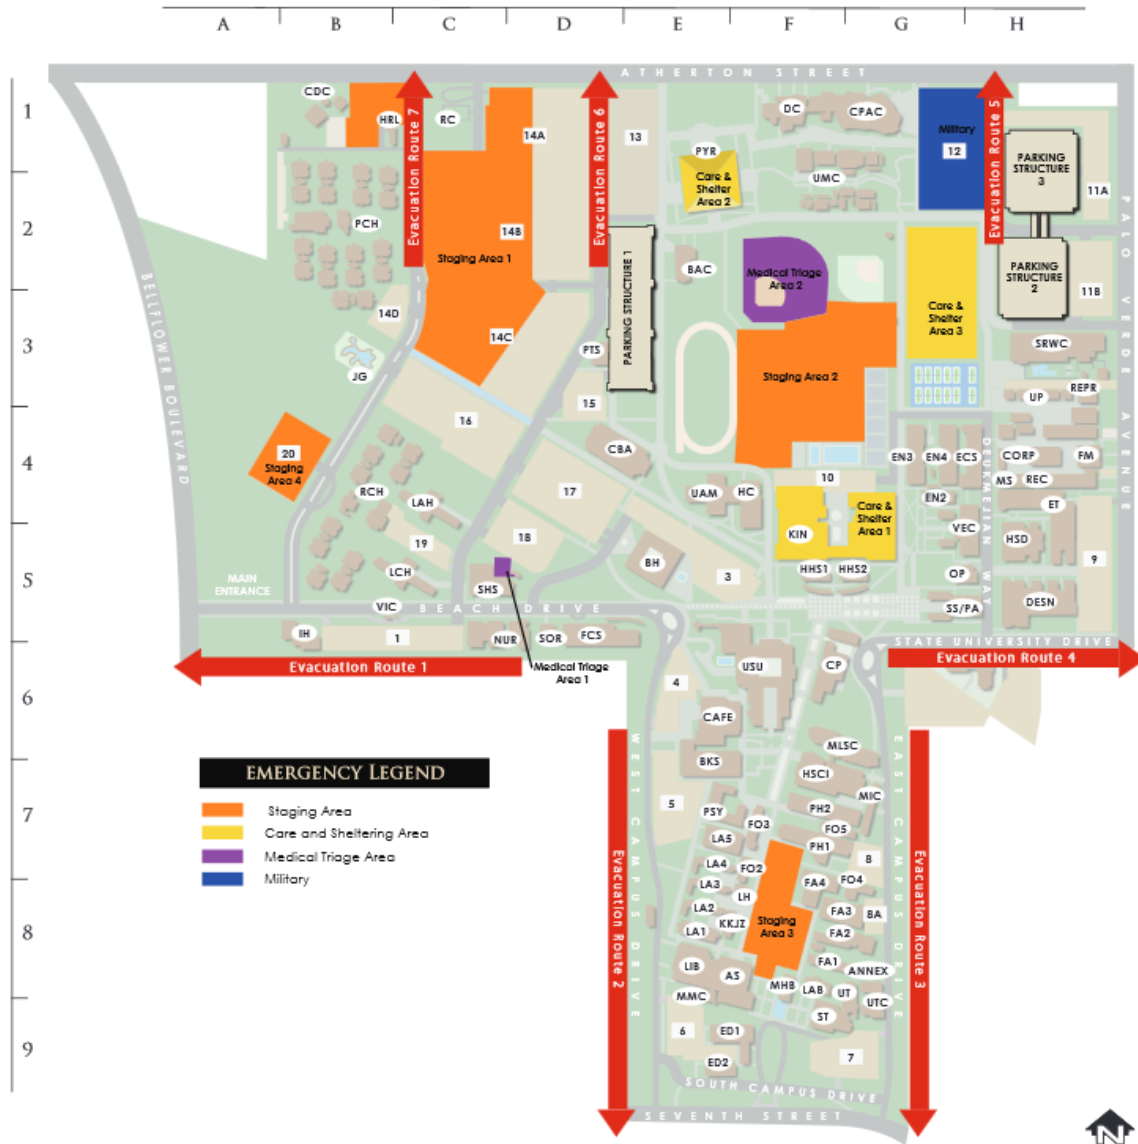 A B C D E F G H
ATHERTON STREET
1
CDC
HRL
Evacuation Route 7
RC
14A
Evacuation Route 6
13
PYR
Care &
Shelter
Area 2
DC
CPAC
UMC
Military
12
Evacuation Route 5
PARKING
STRUCTURE
3
11A
2
PCH
14B
Staging Area 1
PARKING STRUCTURE 1
BAC
Medical Triage
Area 2
PARKING
STRUCTURE
2
11B
PALO VERDE AVENUE
BELLFLOWER BOULEVARD
3
14D
14C
JG
PTS
15
Staging Area 2
Care &
Shelter
Area 3
SRWC
UP
REPR
4
20
Staging
Area 4
16
RCH
LAH
17
CBA
UAM
HC
10
EN3
EN4
ECS
DEUKMEJIAN WAY
CORP
FM
MS
REC
ET
EN2
VEC
HSD
9
5
19
18
LCH
SHS
BH
3
KIN
Care &
Shelter
Area 1
HHS1
HHS2
OP
SS/PA
DESN
MAIN
ENTRANCE
VIC
BEACH DRIVE
IH
1
NUR
SOR
FCS
STATE UNIVERSITY DRIVE
Evacuation Route 1
Medical Triage
Area 1
Evacuation Route 4
6
4
USU
CP
CAFE
BKS
MLSC
HSCI
EMERGENCY LEGEND
Staging Area
Care and Sheltering Area
Medical Triage Area
Military
WEST CAMPUS DRIVE
EAST CAMPUS DRIVE
Evacuation Route 2
Evacuation Route 3
7
5
PSY
MIC
PH2
FO3
FO5
LA5
PH1
8
LA4
FO2
FO4
LA3
FA4
8
LH
LA2
KKJZ
LA1
Staging
Area 3
FA3
8A
FA2
FA1
LIB
AS
ANNEX
MMC
MHB
LAB
UT
UTC
ST
9
6
ED1
ED2
7
SOUTH CAMPUS DRIVE
SEVENTH STREET
N